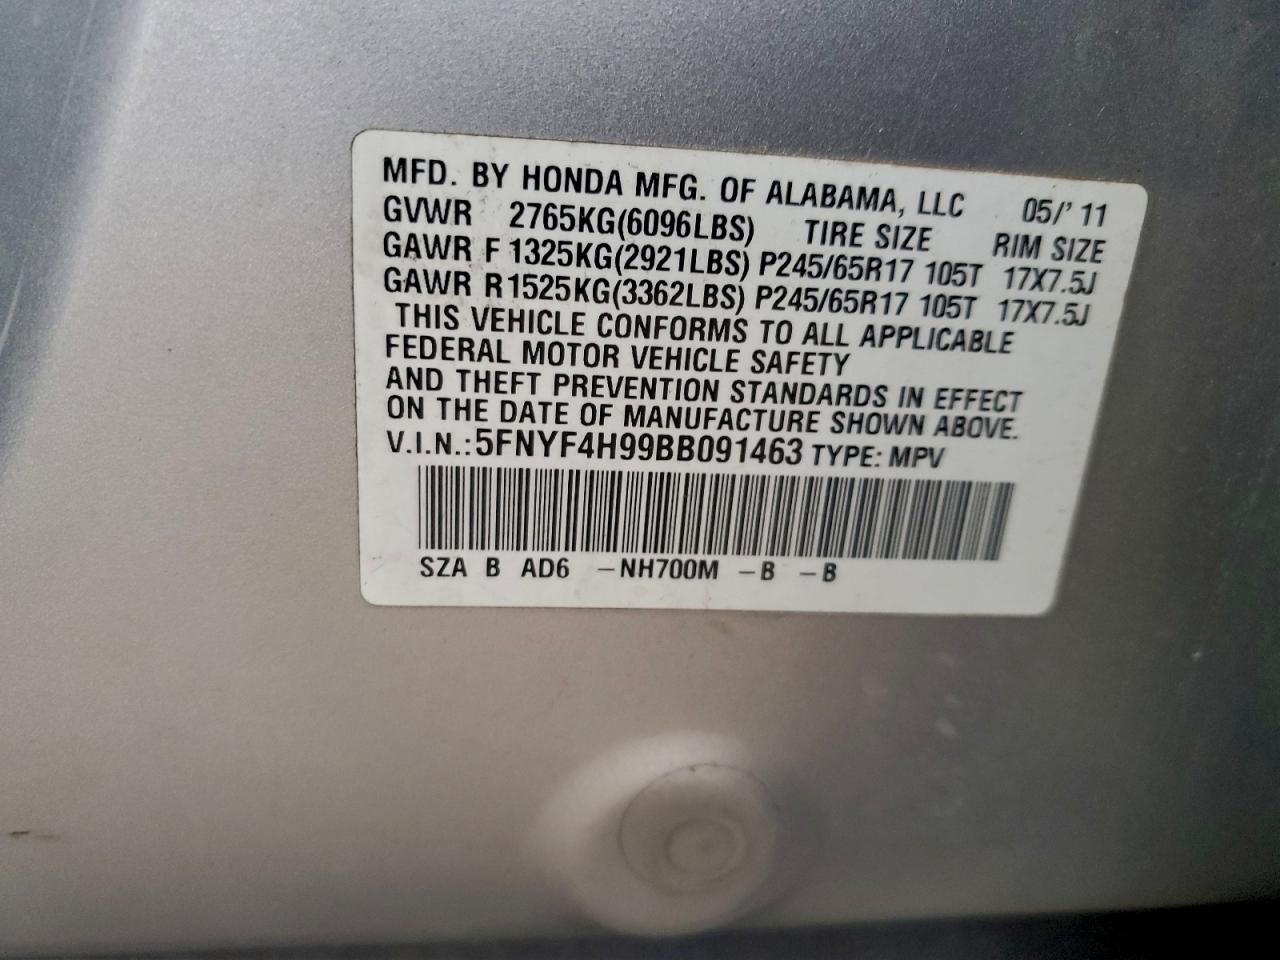 MFD. BY HONDA MFG. OF ALABAMA, LLC 05/'11
GVWR 2765KG(6096LBS) TIRE SIZE RIM SIZE
GAWR F 1325KG(2921LBS) P245/65R17 105T 17X7.5J
GAWR R 1525KG(3362LBS) P245/65R17 105T 17X7.5J
THIS VEHICLE CONFORMS TO ALL APPLICABLE
FEDERAL MOTOR VEHICLE SAFETY
AND THEFT PREVENTION STANDARDS IN EFFECT
ON THE DATE OF MANUFACTURE SHOWN ABOVE.
V.I.N.:5FNYF4H99BB091463 TYPE: MPV
SZA B AD6 -NH700M -B -B